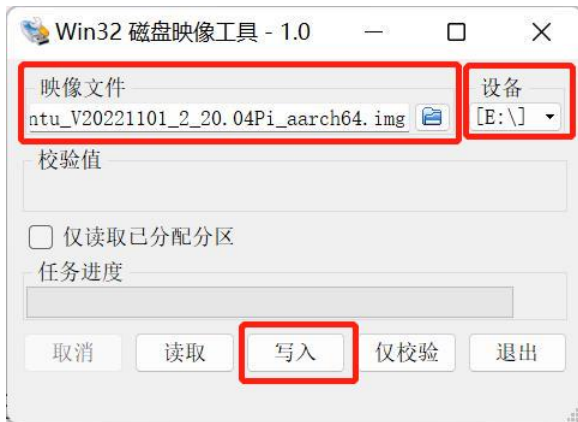 Win32 磁盘映像工具 - 1.0
映像文件
设备
ntu_V20221101_2_20.04Pi_aarch64.img
[E:\]
校验值
仅读取已分配分区
任务进度
取消
读取
写入
仅校验
退出